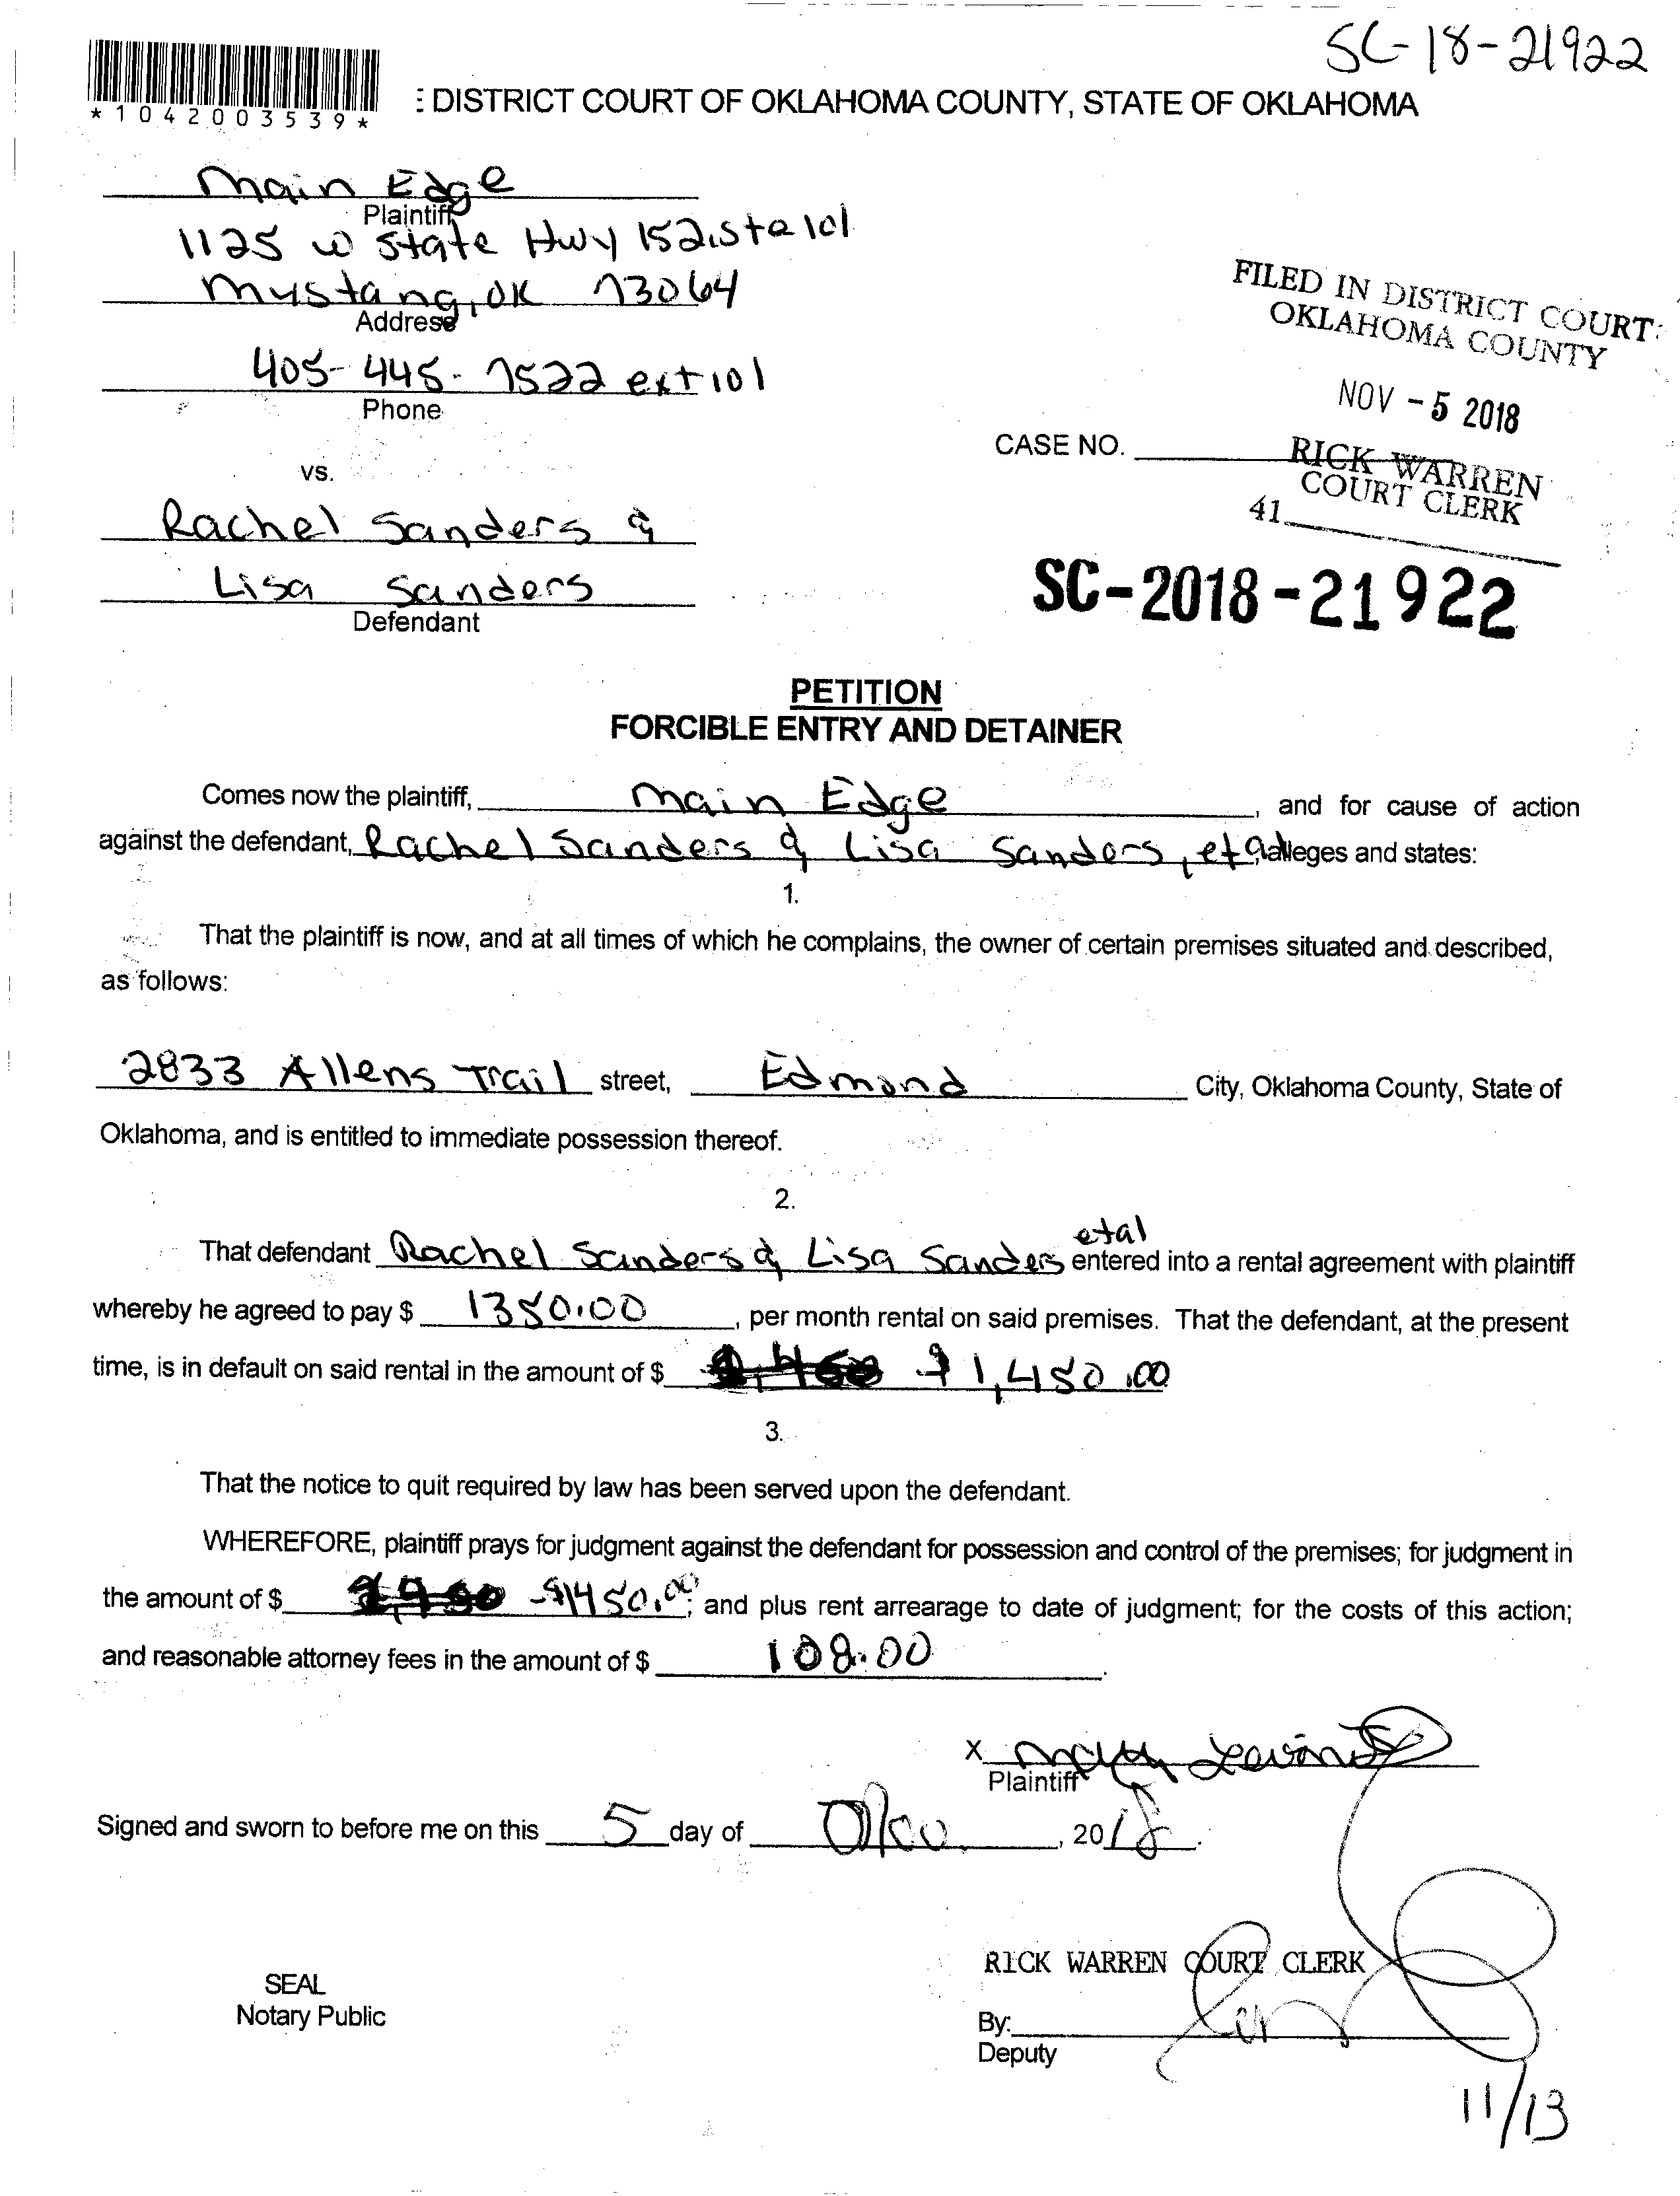 SC-18-21922
*1042003539*
: DISTRICT COURT OF OKLAHOMA COUNTY, STATE OF OKLAHOMA
Main Edge
Plaintiff
1125 W State Hwy 152, Ste 101
Mustang, OK 73064
Address
405-445-7522 ext 101
Phone
FILED IN DISTRICT COURT
OKLAHOMA COUNTY
NOV -5 2018
RICK WARREN
COURT CLERK
41
CASE NO.
vs.
Rachel Sanders &
Lisa Sanders
Defendant
SC-2018-21922
PETITION
FORCIBLE ENTRY AND DETAINER
Comes now the plaintiff, Main Edge, and for cause of action
against the defendant, Rachel Sanders & Lisa Sanders, et al alleges and states:
1.
That the plaintiff is now, and at all times of which he complains, the owner of certain premises situated and described,
as follows:
2833 Allens Trail street, Edmond City, Oklahoma County, State of
Oklahoma, and is entitled to immediate possession thereof.
2.
That defendant Rachel Sanders & Lisa Sanders etal entered into a rental agreement with plaintiff
whereby he agreed to pay $ 1350.00, per month rental on said premises. That the defendant, at the present
time, is in default on said rental in the amount of $ $1,450.00
3.
That the notice to quit required by law has been served upon the defendant.
WHEREFORE, plaintiff prays for judgment against the defendant for possession and control of the premises; for judgment in
the amount of $ $1450.00; and plus rent arrearage to date of judgment; for the costs of this action;
and reasonable attorney fees in the amount of $ 108.00.
X
Plaintiff
Signed and sworn to before me on this 5 day of , 2018.
RICK WARREN COURT CLERK
SEAL
Notary Public
By:
Deputy
11/13